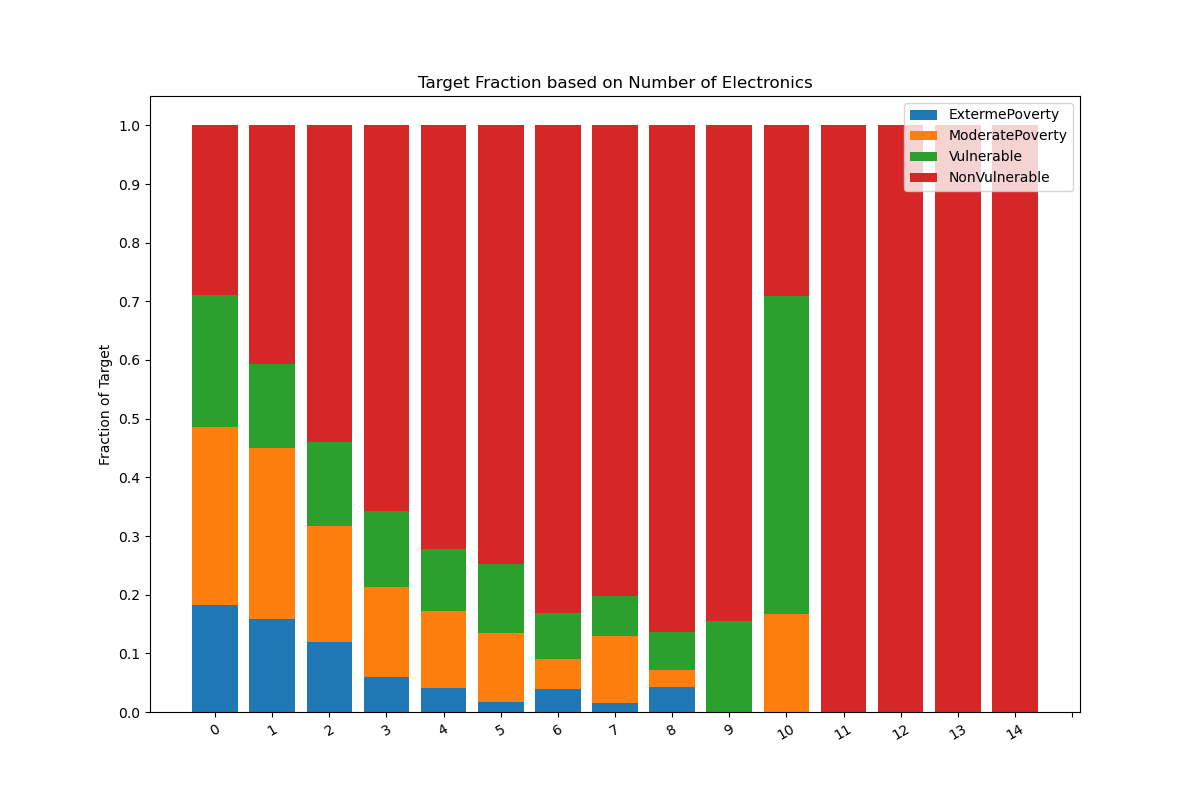 Target Fraction based on Number of Electronics
ExtermePoverty
ModeratePoverty
Vulnerable
NonVulnerable
Fraction of Target
1.0
0.9
0.8
0.7
0.6
0.5
0.4
0.3
0.2
0.1
0.0
0 1 2 3 4 5 6 7 8 9 10 11 12 13 14